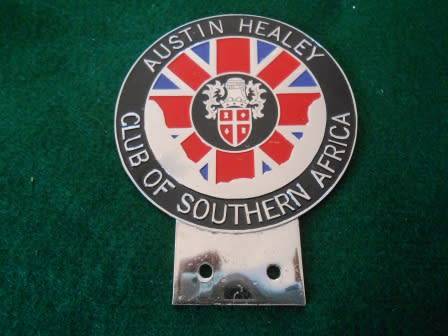 AUSTIN HEALEY
CLUB OF SOUTHERN AFRICA